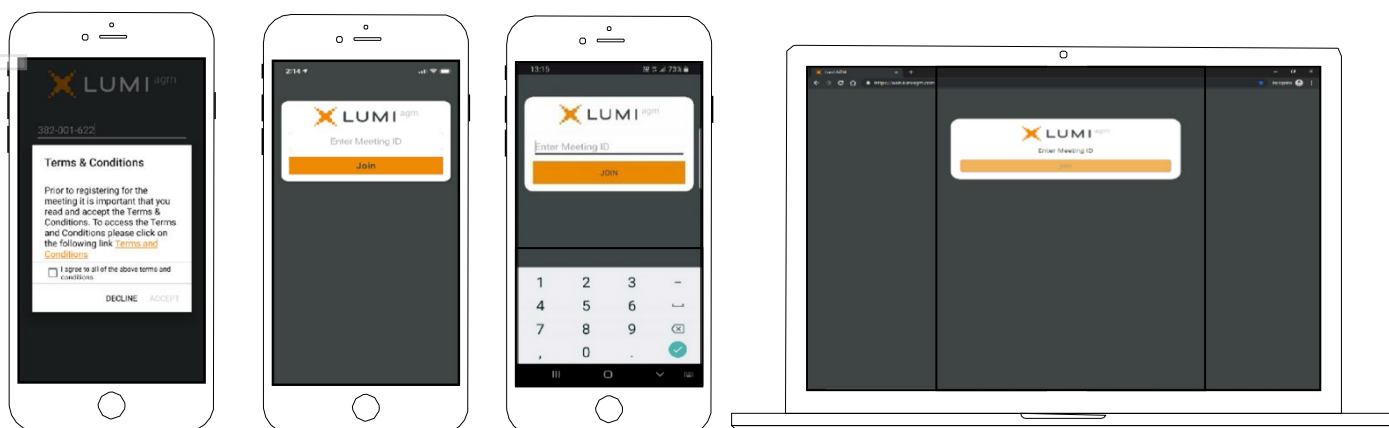 LUMI agm
382-001-622
Terms & Conditions
Prior to registering for the
meeting it is important that you
read and accept the Terms &
Conditions. To access the Terms
and Conditions please click on
the following link Terms and
Conditions
I agree to all of the above terms and
conditions
DECLINE ACCEPT
2:14
LUMI agm
Enter Meeting ID
Join
13:15
73%
LUMI agm
Enter Meeting ID
JOIN
1 2 3 -
4 5 6
7 8 9
, 0 .
LUMI agm
Enter Meeting ID